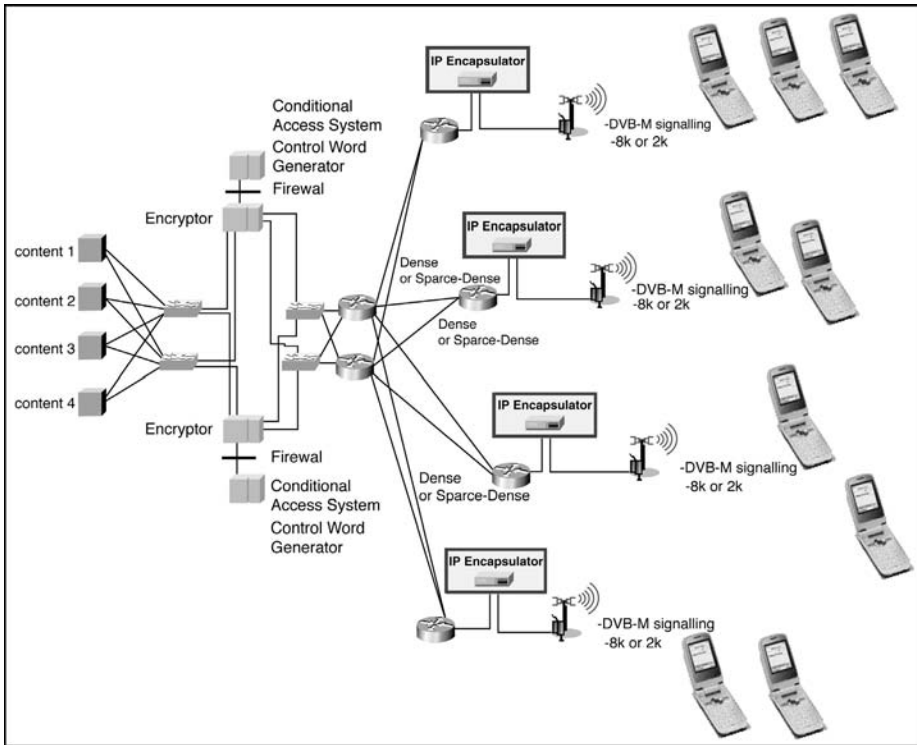 IP Encapsulator
-DVB-M signalling
-8k or 2k
Conditional
Access System
Control Word
Generator
Firewal
Encryptor
content 1
content 2
content 3
content 4
IP Encapsulator
Dense
or Sparce-Dense
-DVB-M signalling
-8k or 2k
Dense
or Sparce-Dense
IP Encapsulator
Encryptor
Firewall
Conditional
Access System
Control Word
Generator
Dense
or Sparce-Dense
-DVB-M signalling
-8k or 2k
IP Encapsulator
-DVB-M signalling
-8k or 2k